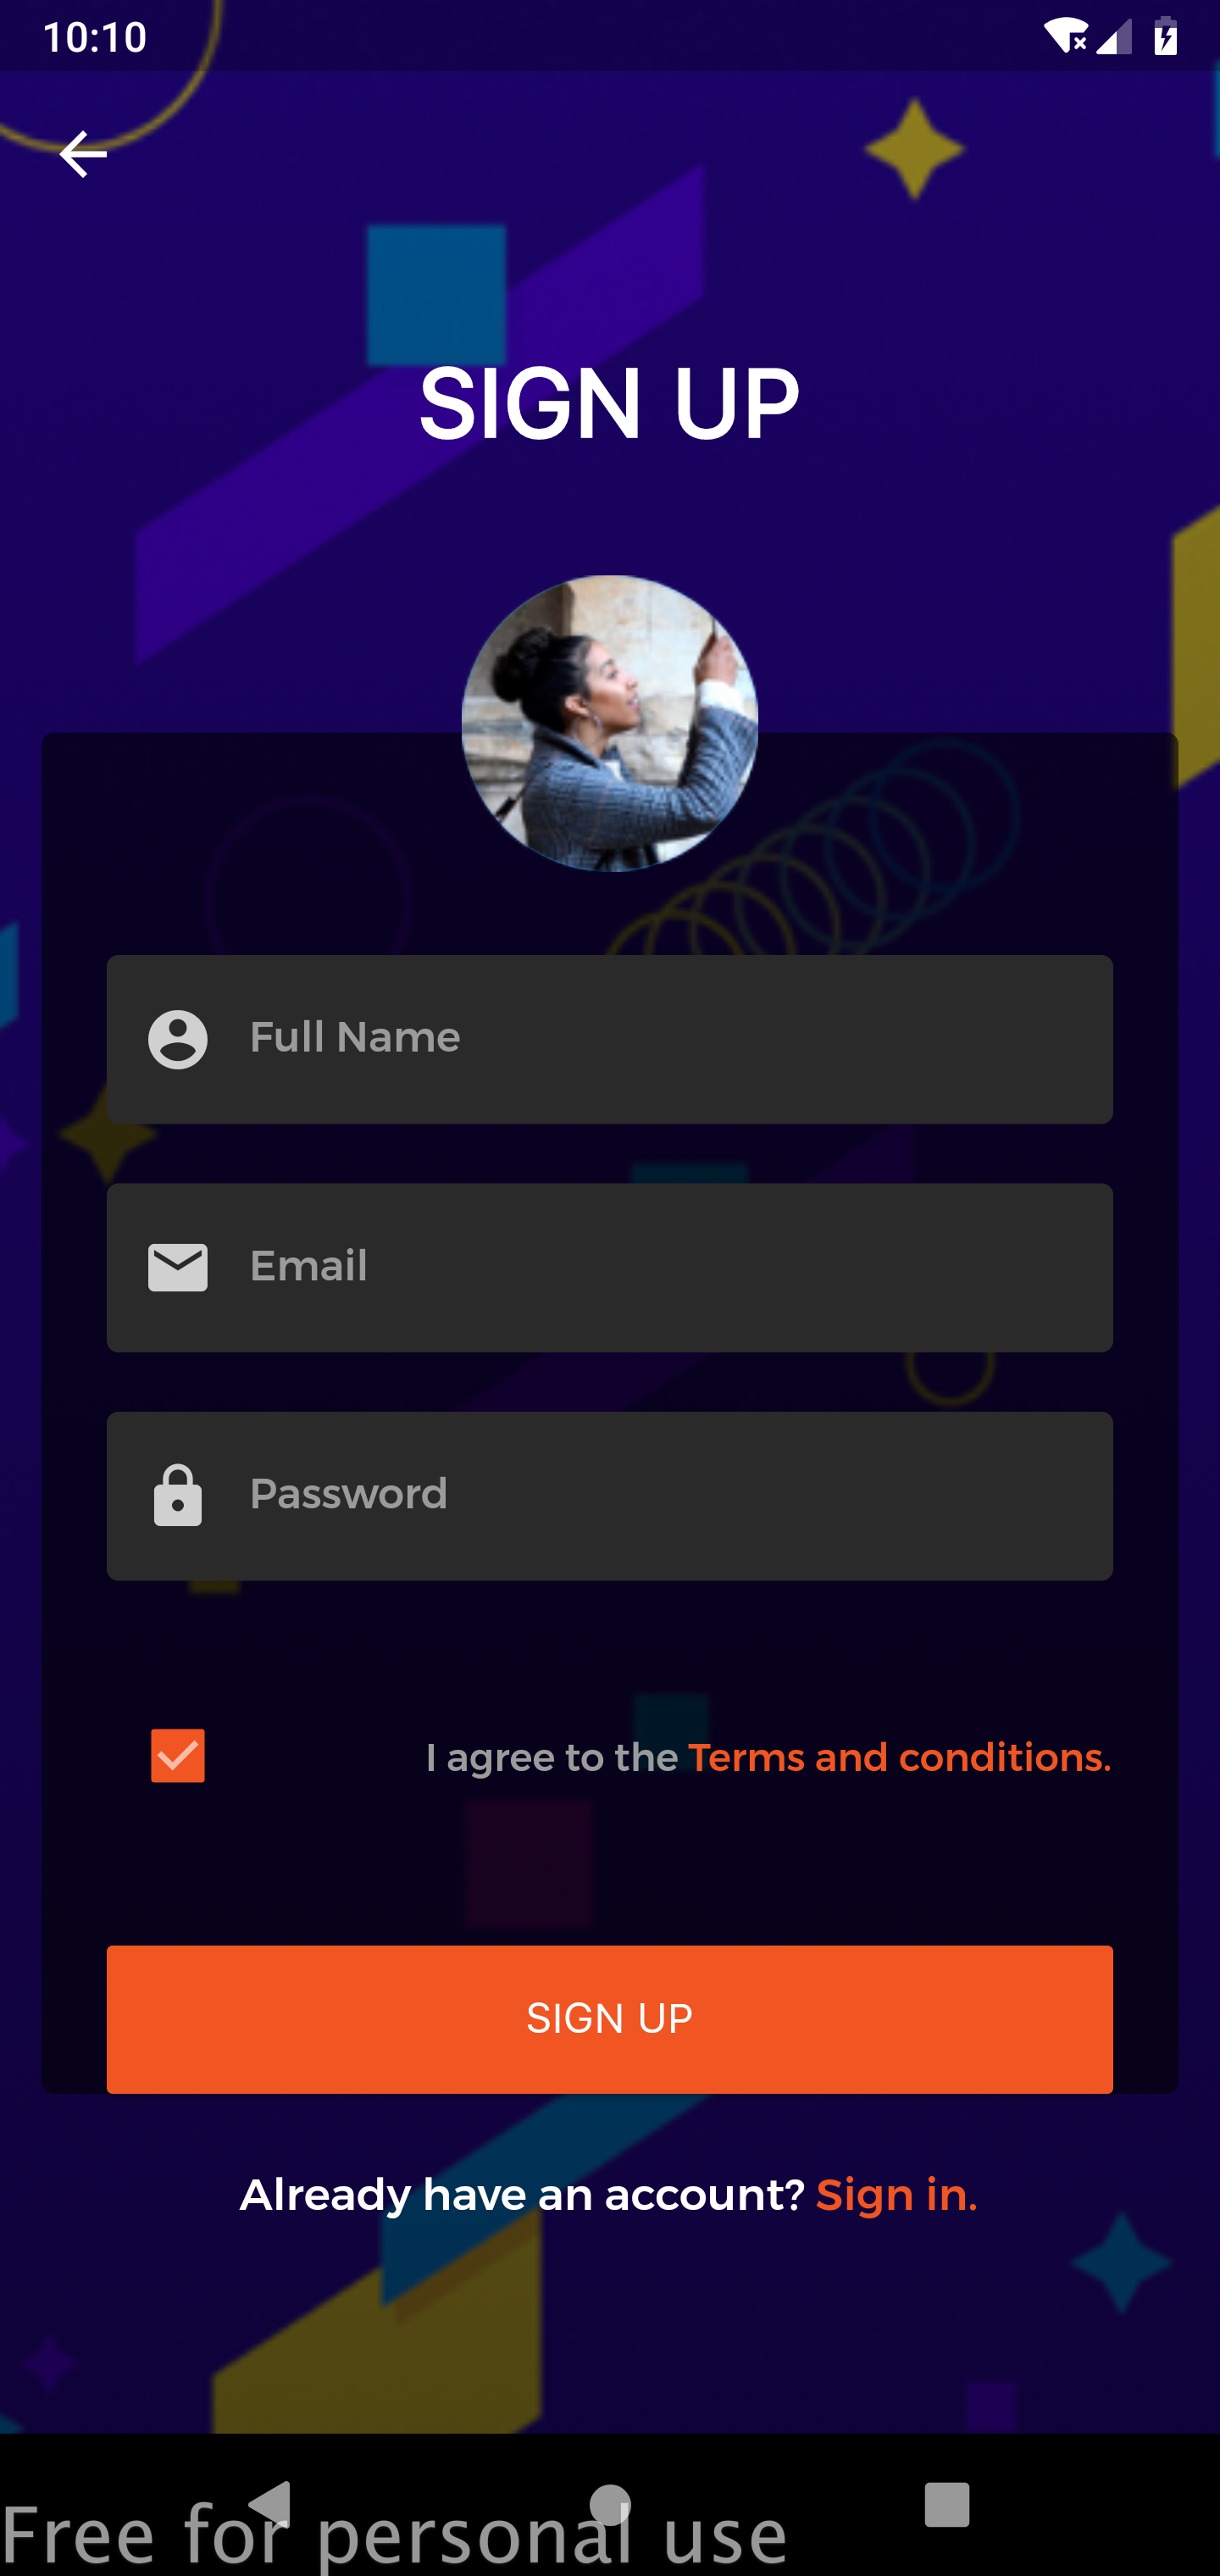 10:10
SIGN UP
Full Name
Email
Password
I agree to the Terms and conditions.
SIGN UP
Already have an account? Sign in.
Free for personal use